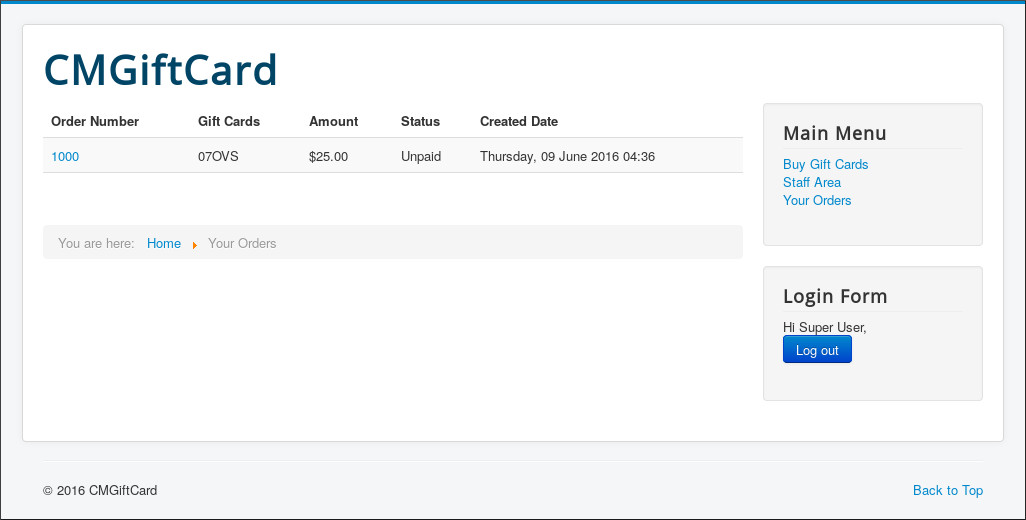 CMGiftCard
Order Number Gift Cards Amount Status Created Date
1000 07OVS $25.00 Unpaid Thursday, 09 June 2016 04:36
You are here: Home Your Orders
Main Menu
Buy Gift Cards
Staff Area
Your Orders
Login Form
Hi Super User,
Log out
© 2016 CMGiftCard
Back to Top